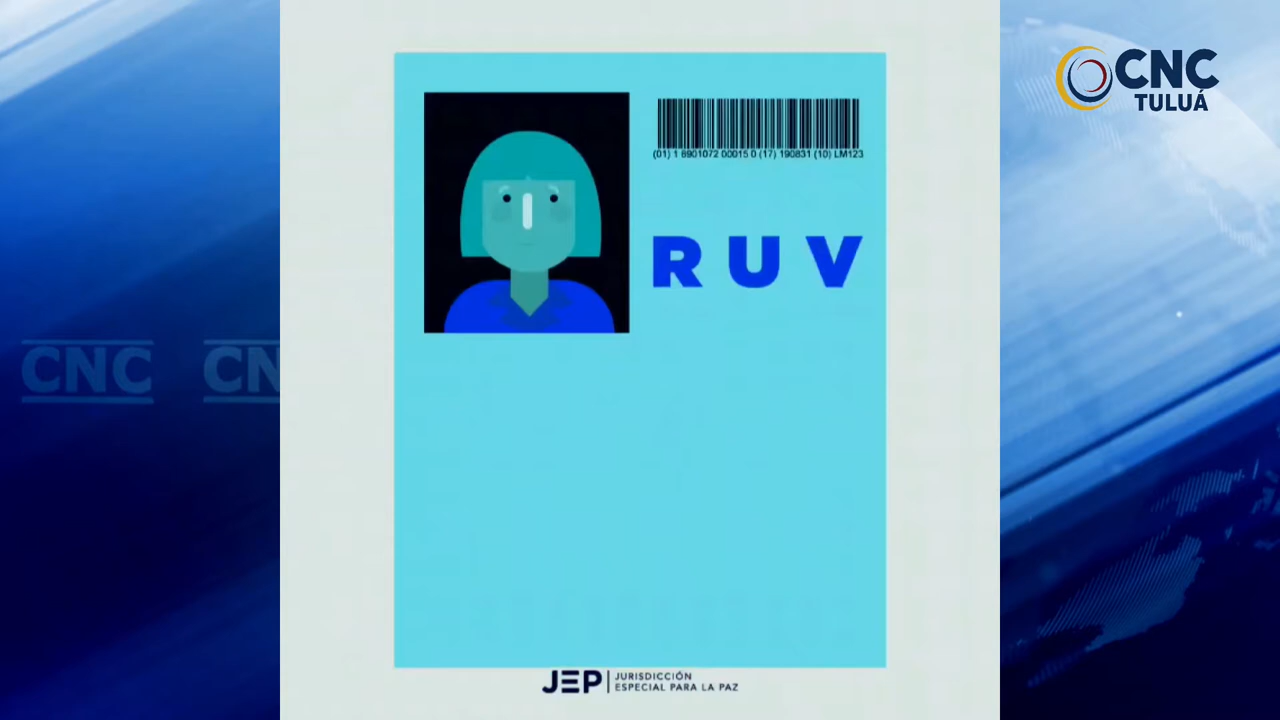 CNC
TULUÁ
(01) 1 8901072 00015 0 (17) 190831 (10) LM123
RUV
CNC
CN
JEP
JURISDICCIÓN
ESPECIAL PARA LA PAZ